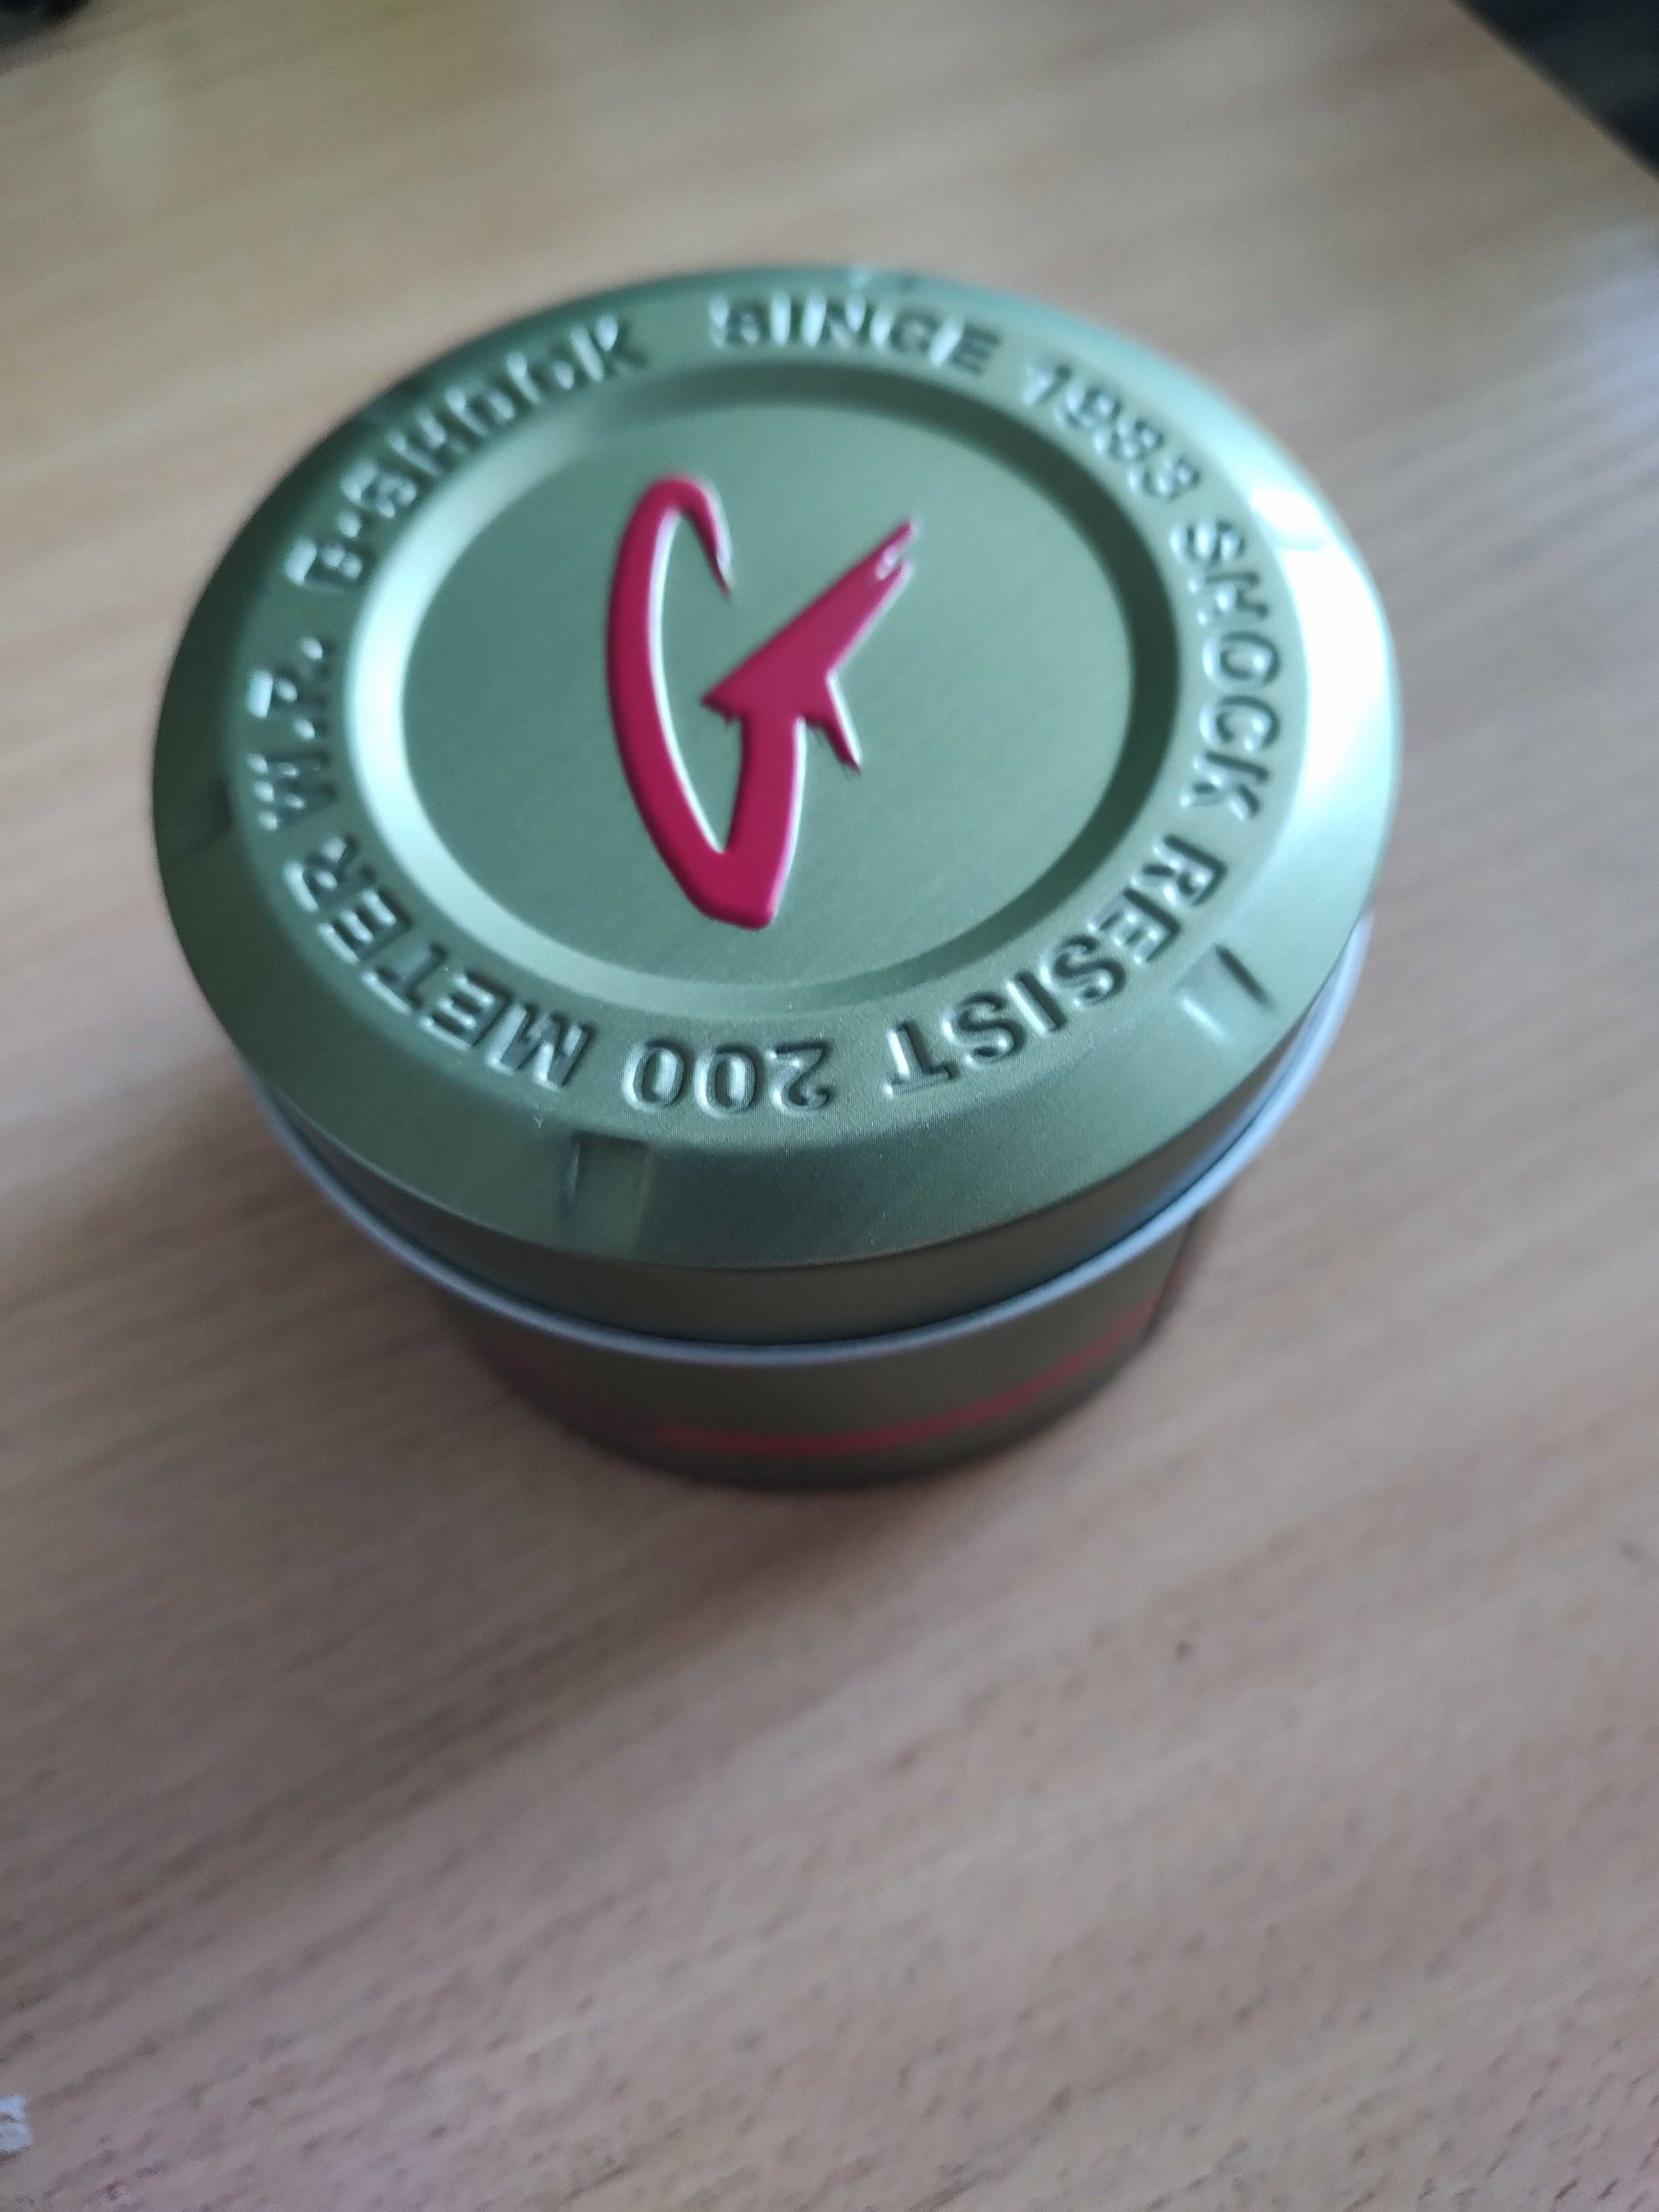 G-SHOCK SINCE 1983 SHOCK RESIST 200 METER W.R.
G